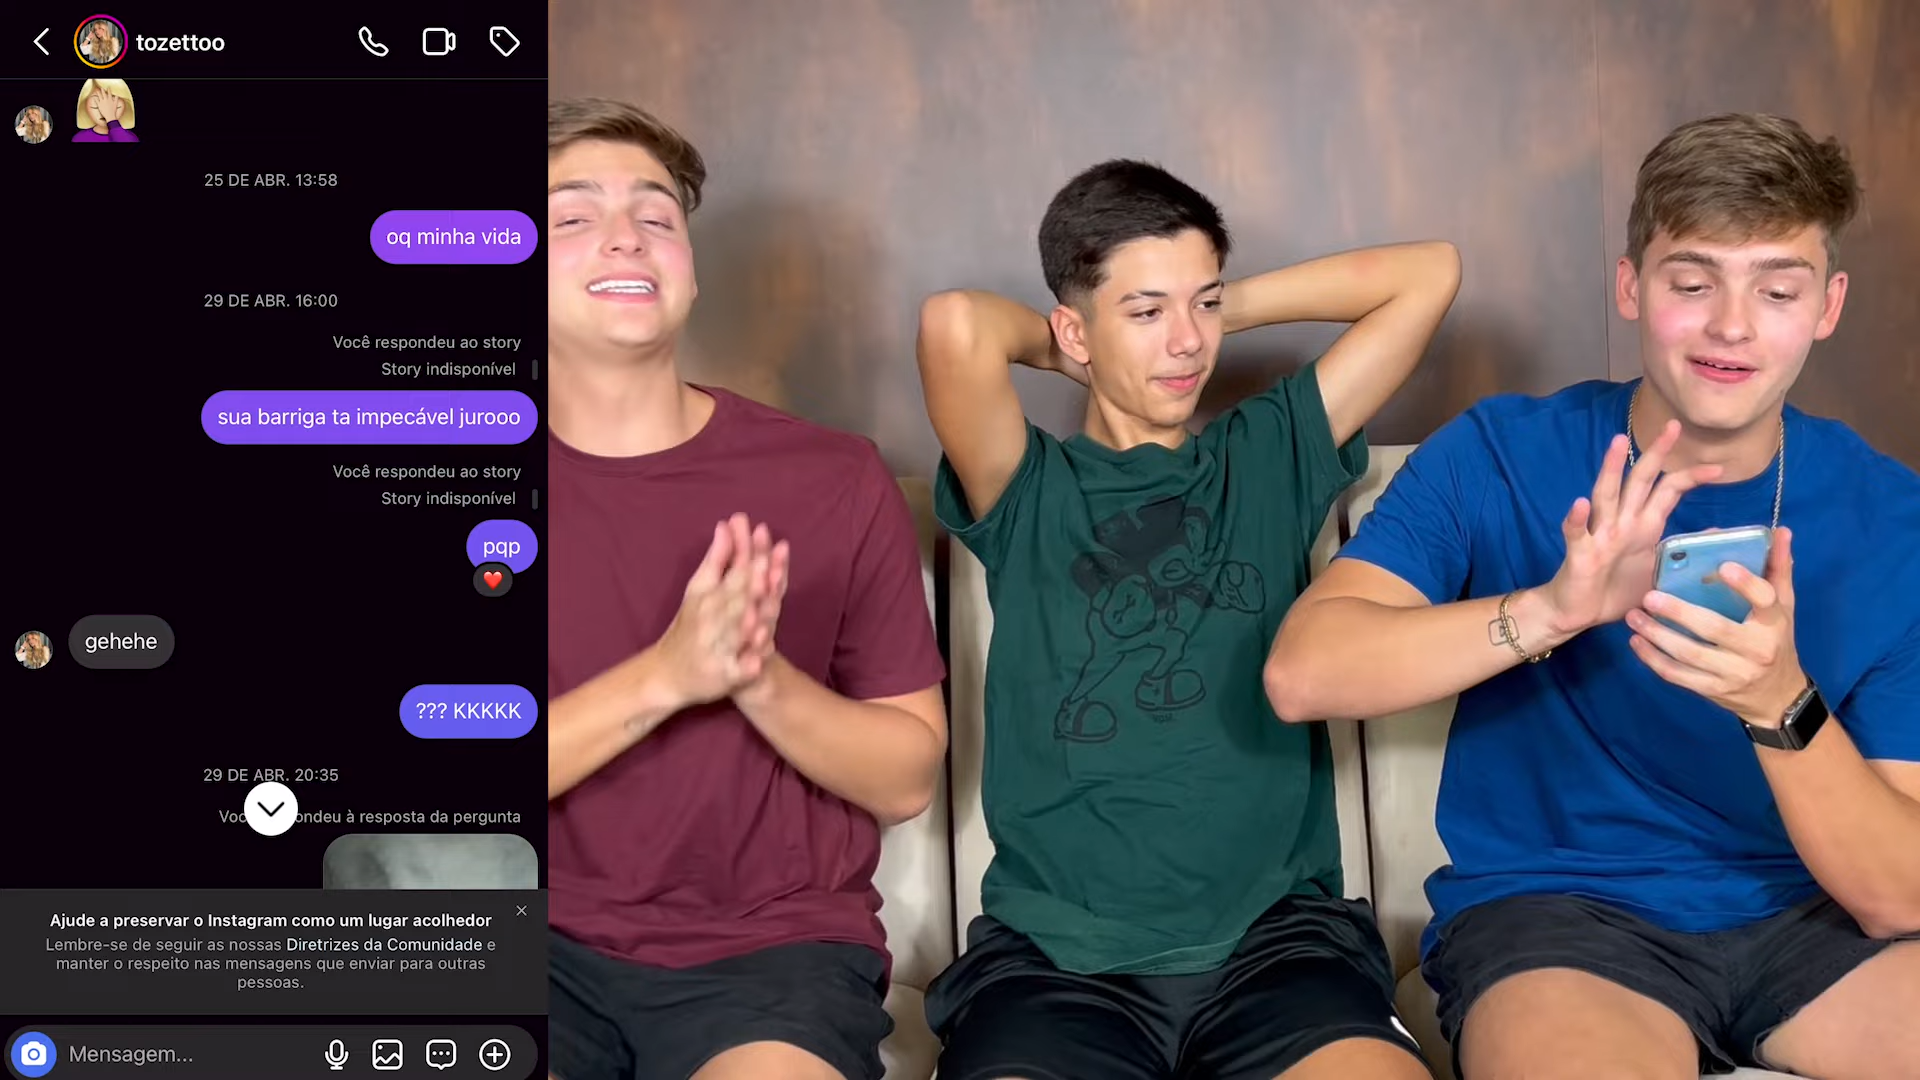 tozettoo
25 DE ABR. 13:58
oq minha vida
29 DE ABR. 16:00
Você respondeu ao story
Story indisponível
sua barriga ta impecável jurooo
Você respondeu ao story
Story indisponível
pqp
gehehe
??? KKKKK
29 DE ABR. 20:35
ondeu à resposta da pergunta
Ajude a preservar o Instagram como um lugar acolhedor
Lembre-se de seguir as nossas Diretrizes da Comunidade e
manter o respeito nas mensagens que enviar para outras
pessoas.
Mensagem...